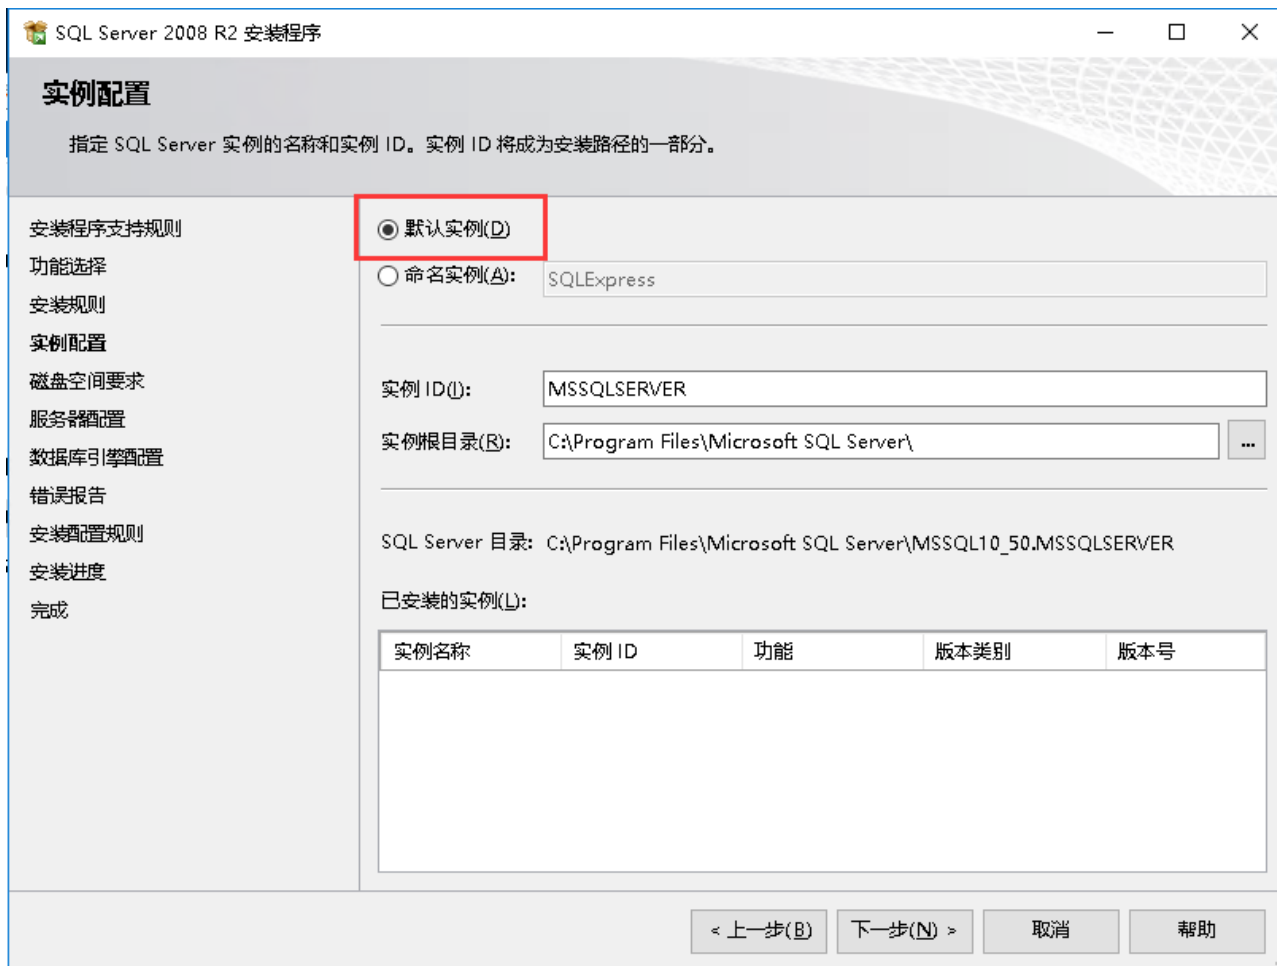 SQL Server 2008 R2 安装程序
实例配置
指定 SQL Server 实例的名称和实例 ID。实例 ID 将成为安装路径的一部分。
安装程序支持规则
功能选择
安装规则
实例配置
磁盘空间要求
服务器配置
数据库引擎配置
错误报告
安装配置规则
安装进度
完成
默认实例(D)
命名实例(A): SQLExpress
实例 ID(I): MSSQLSERVER
实例根目录(R): C:\Program Files\Microsoft SQL Server\ ...
SQL Server 目录: C:\Program Files\Microsoft SQL Server\MSSQL10_50.MSSQLSERVER
已安装的实例(L):
实例名称 实例 ID 功能 版本类别 版本号
< 上一步(B) 下一步(N) > 取消 帮助